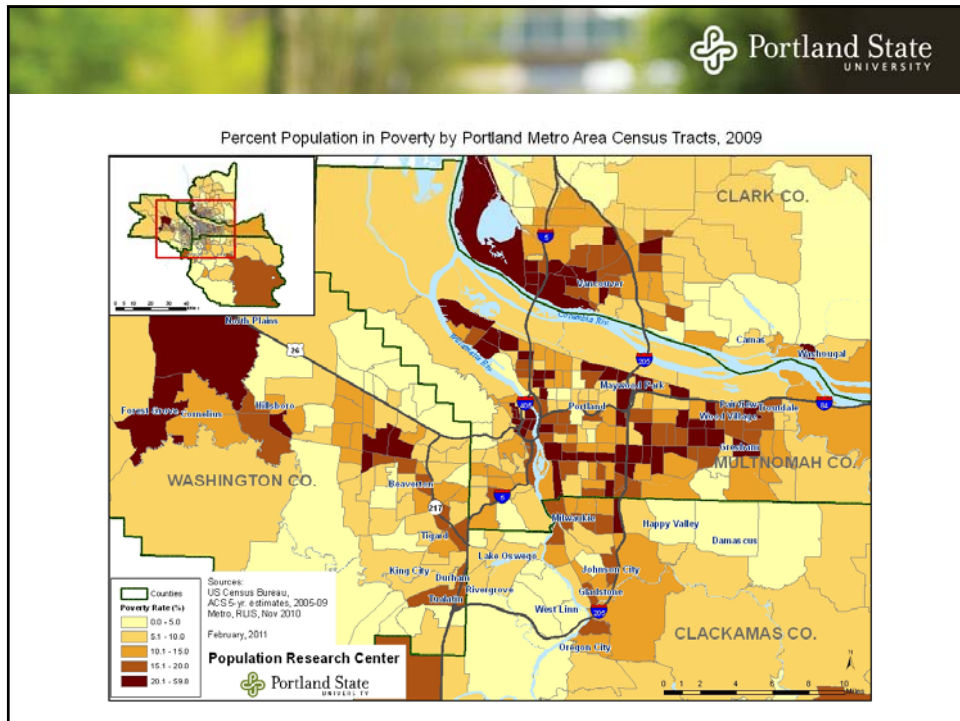 Portland State
UNIVERSITY
Percent Population in Poverty by Portland Metro Area Census Tracts, 2009
CLARK CO.
5
Vancouver
Columbia Riv
North Plains
26
Willamette Riv
Camas
Washougal
205
Maywood Park
Forest Grove
Cornelius
Hillsboro
405
Portland
Fairview
Troutdale
84
Wood Village
Gresham
MULTNOMAH CO.
WASHINGTON CO.
Beaverton
5
217
Milwaukie
Happy Valley
Damascus
Tigard
Lake Oswego
King City
Johnson City
Durham
Rivergrove
Gladstone
Tualatin
West Linn
205
CLACKAMAS CO.
Oregon City
Counties
Poverty Rate (%)
0.0 - 5.0
5.1 - 10.0
10.1 - 15.0
15.1 - 20.0
20.1 - 59.0
Sources:
US Census Bureau,
ACS 5-yr. estimates, 2005-09
Metro, RLIS, Nov 2010
February, 2011
Population Research Center
Portland State
UNIVERSITY
0 1 2 4 6 8 10
Miles